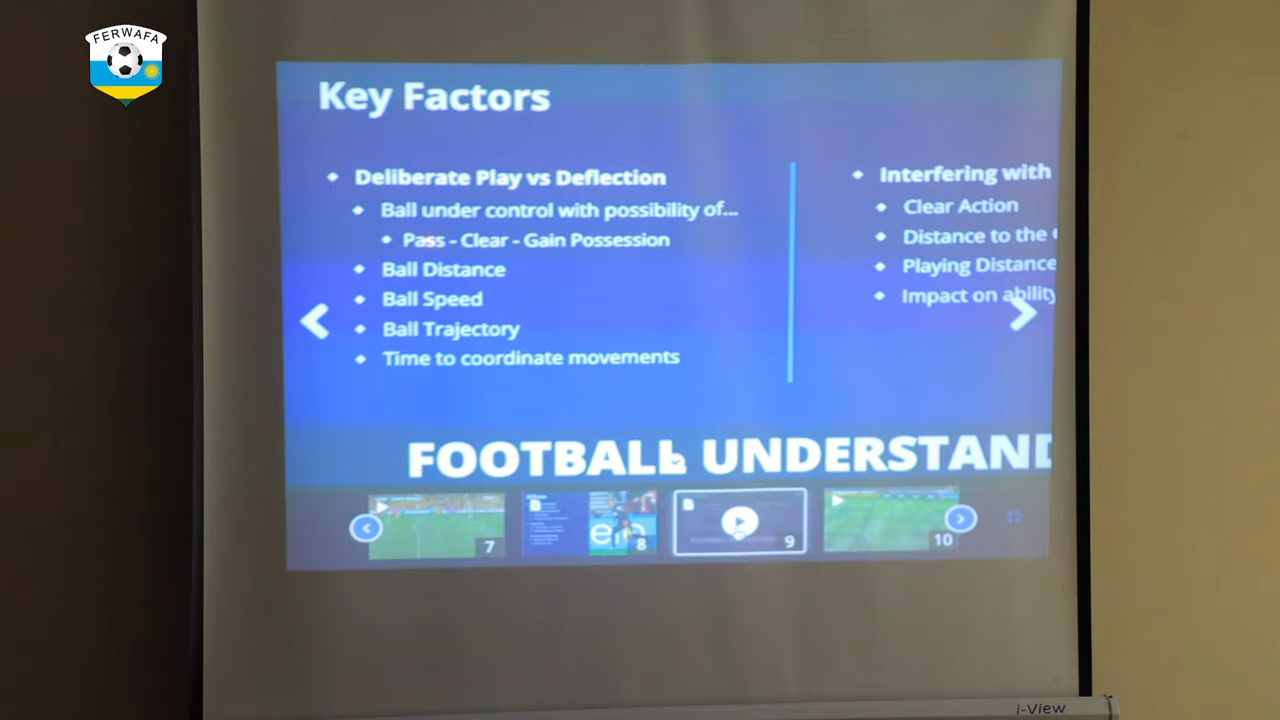 FERWAFA
Key Factors
Deliberate Play vs Deflection
Ball under control with possibility of...
Pass - Clear - Gain Possession
Ball Distance
Ball Speed
Ball Trajectory
Time to coordinate movements
Interfering with
Clear Action
Distance to the
Playing Distance
Impact on ability
FOOTBALL UNDERSTAND
7
8
9
10
i-View